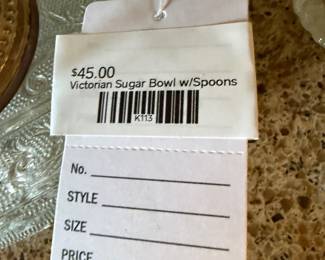 $45.00
Victorian Sugar Bowl w/Spoons
K113
No.
STYLE
SIZE
PRICE